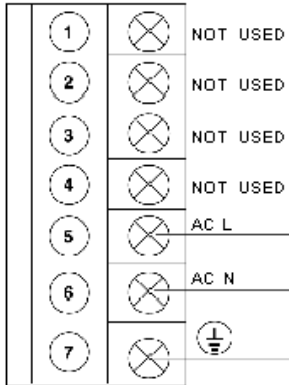 1 NOT USED
2 NOT USED
3 NOT USED
4 NOT USED
5 AC L
6 AC N
7